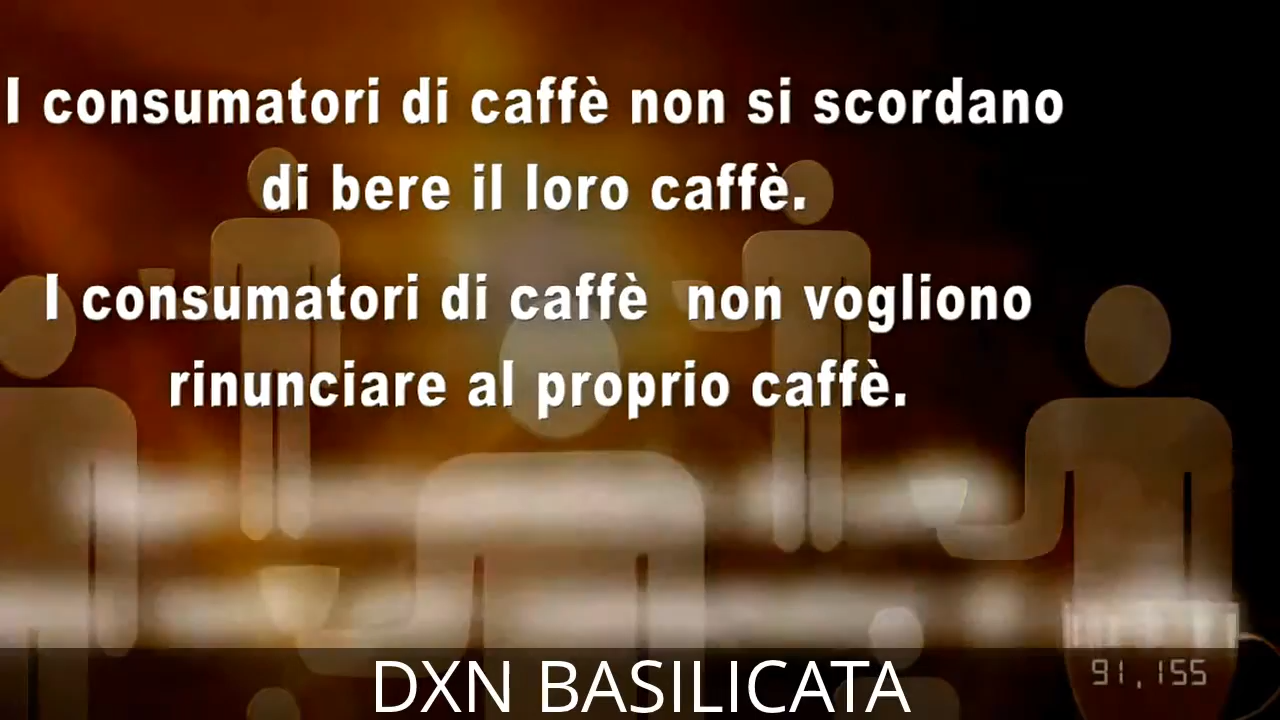 I consumatori di caffè non si scordano
di bere il loro caffè.
I consumatori di caffè non vogliono
rinunciare al proprio caffè.
91,155
DXN BASILICATA